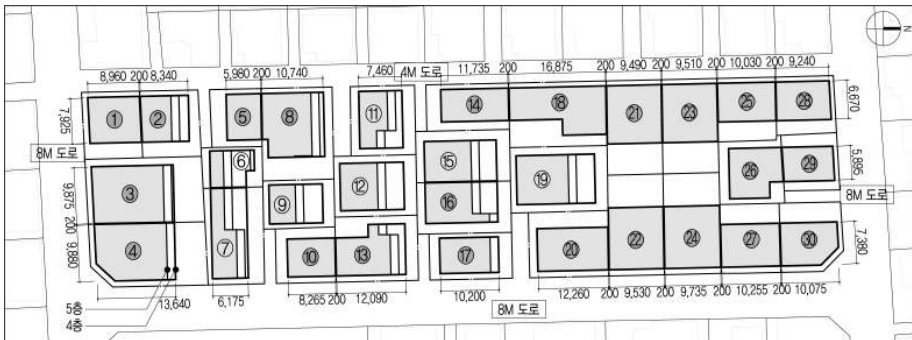 4M 도로
N
8,960 200 8,340
5,980 200 10,740
7,460
11,735 200 16,875 200 9,490 200 9,510 200 10,030 200 9,240
7,925
① ② ⑤ ⑧ ⑪ ⑭ ⑱ ㉑ ㉓ ㉕ ㉘
6,670
8M 도로
⑥ ⑮
③ ⑫ ⑲ ㉖ ㉙
5,895
9,875
⑨ ⑯
8M 도로
200
④ ⑦ ⑩ ⑬ ⑰ ⑳ ㉒ ㉔ ㉗ ㉚
9,860
7,380
13,640
6,175
8,265 200 12,090
10,200
12,260 200 9,530 200 9,735 200 10,255 200 10,075
5층
4층
8M 도로